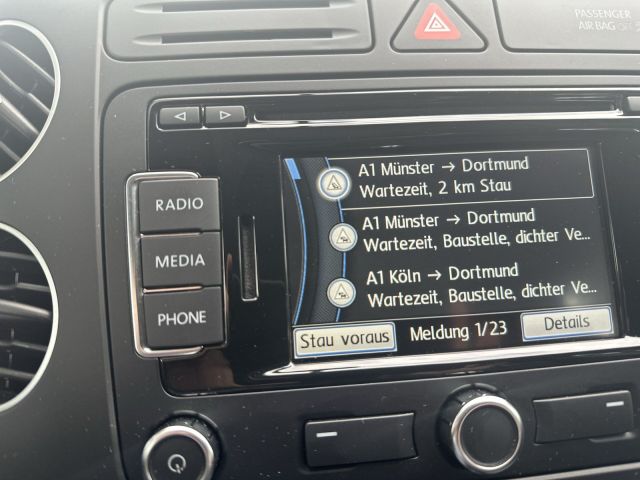 PASSENGER
AIR BAG OFF
A1 Münster → Dortmund
Wartezeit, 2 km Stau
A1 Münster → Dortmund
Wartezeit, Baustelle, dichter Ve...
A1 Köln → Dortmund
Wartezeit, Baustelle, dichter Ve...
Stau voraus
Meldung 1/23
Details
RADIO
MEDIA
PHONE